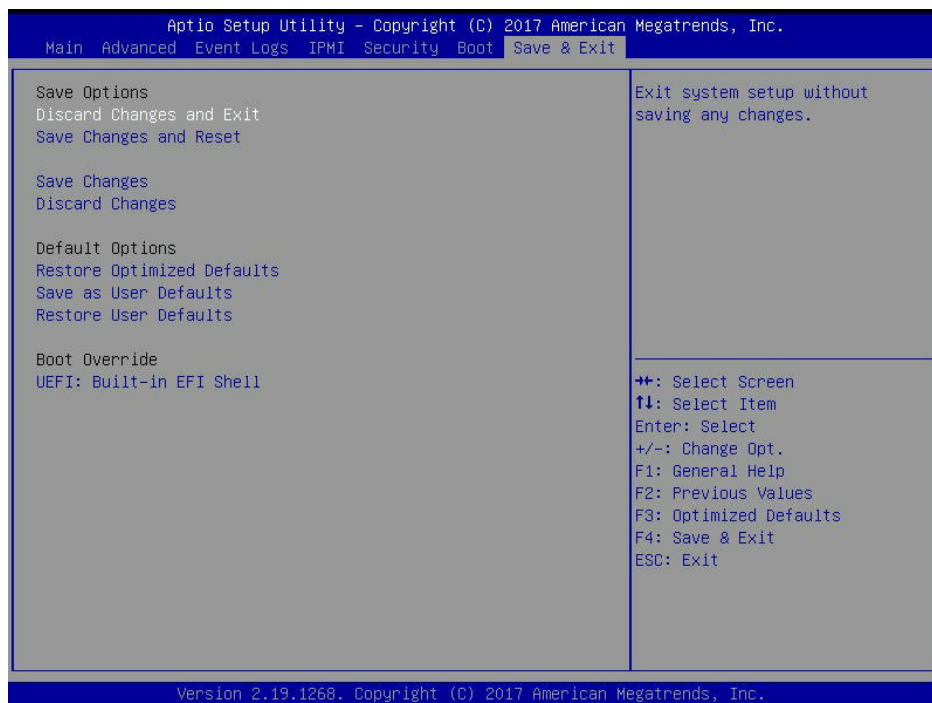 Aptio Setup Utility – Copyright (C) 2017 American Megatrends, Inc.
Main Advanced Event Logs IPMI Security Boot Save & Exit
Save Options
Discard Changes and Exit
Save Changes and Reset
Save Changes
Discard Changes
Default Options
Restore Optimized Defaults
Save as User Defaults
Restore User Defaults
Boot Override
UEFI: Built-in EFI Shell
Exit system setup without
saving any changes.
→←: Select Screen
↑↓: Select Item
Enter: Select
+/-: Change Opt.
F1: General Help
F2: Previous Values
F3: Optimized Defaults
F4: Save & Exit
ESC: Exit
Version 2.19.1268. Copyright (C) 2017 American Megatrends, Inc.